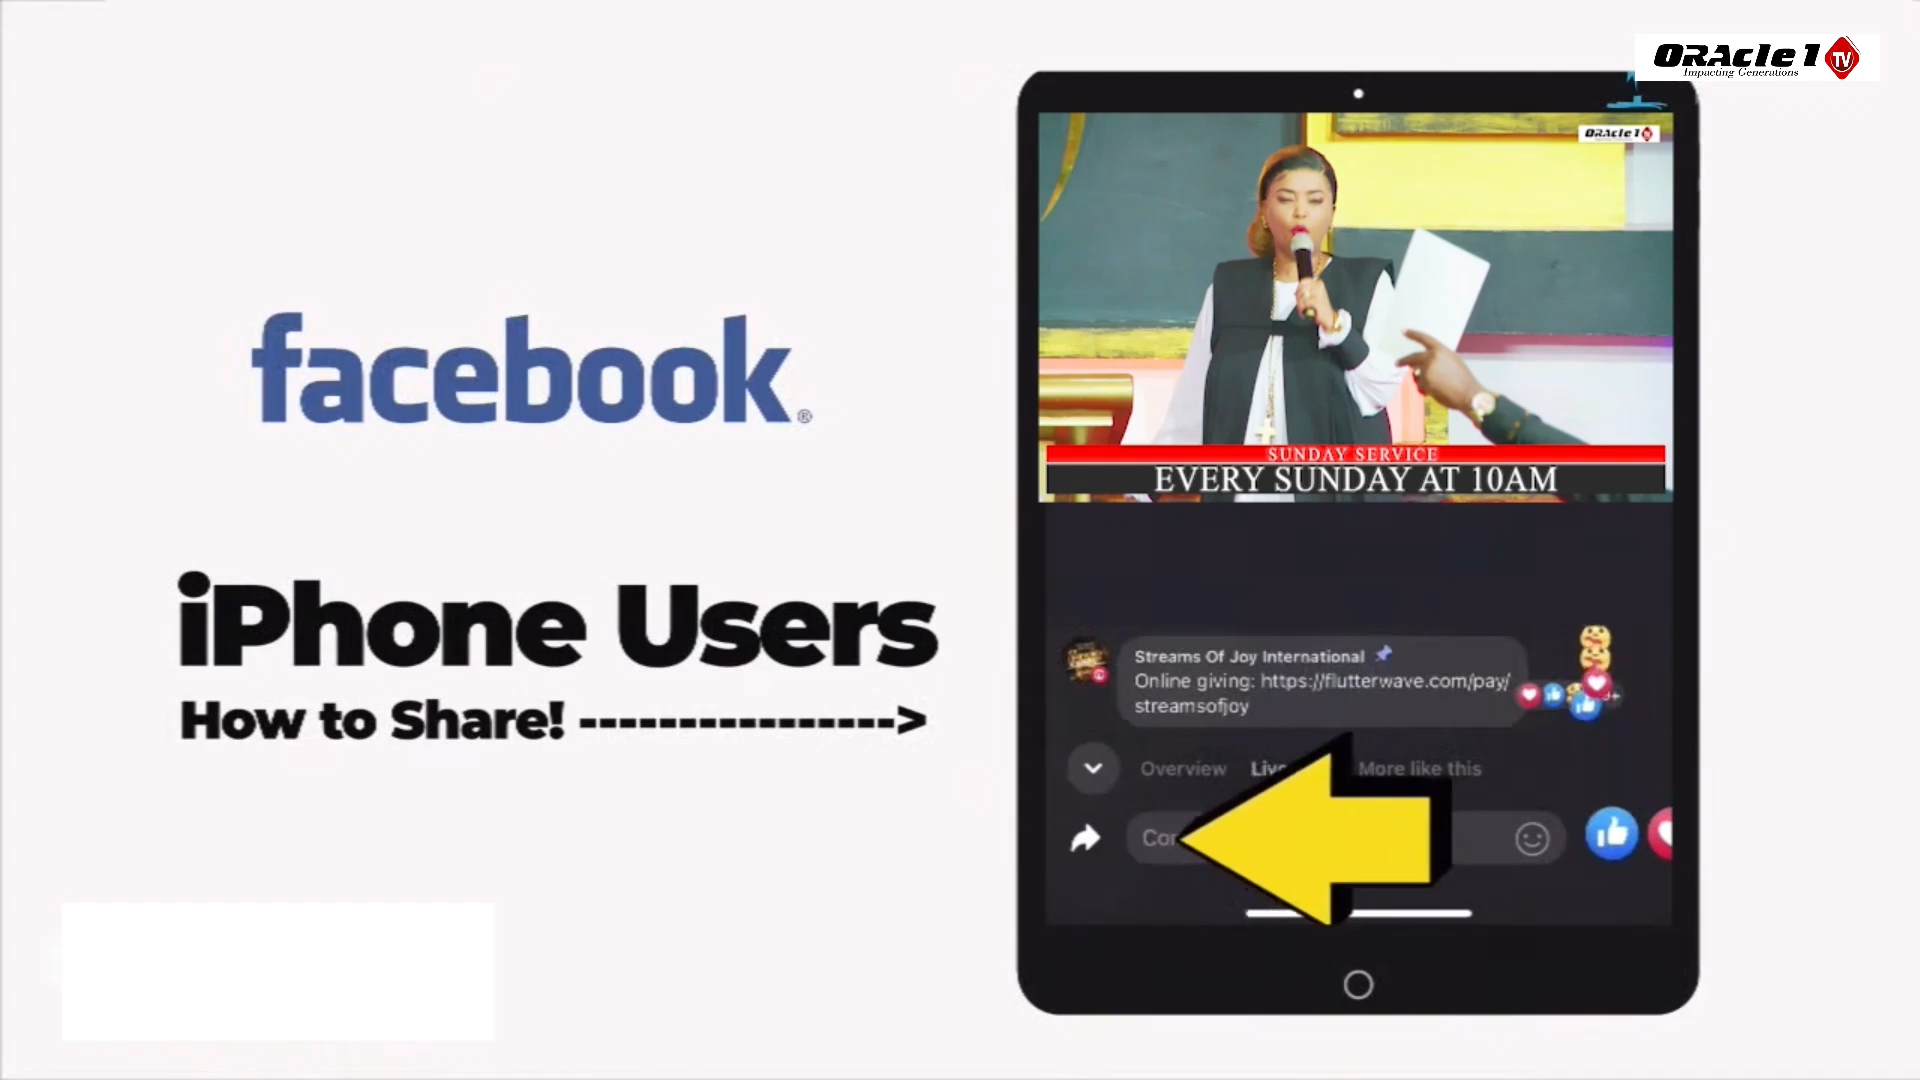 ORAcle 1 TV
Impacting Generations
facebook®
iPhone Users
How to Share! ---------------->
ORAcle 1
SUNDAY SERVICE
EVERY SUNDAY AT 10AM
Streams Of Joy International
Online giving: https://flutterwave.com/pay/
streamsofjoy
Overview
More like this